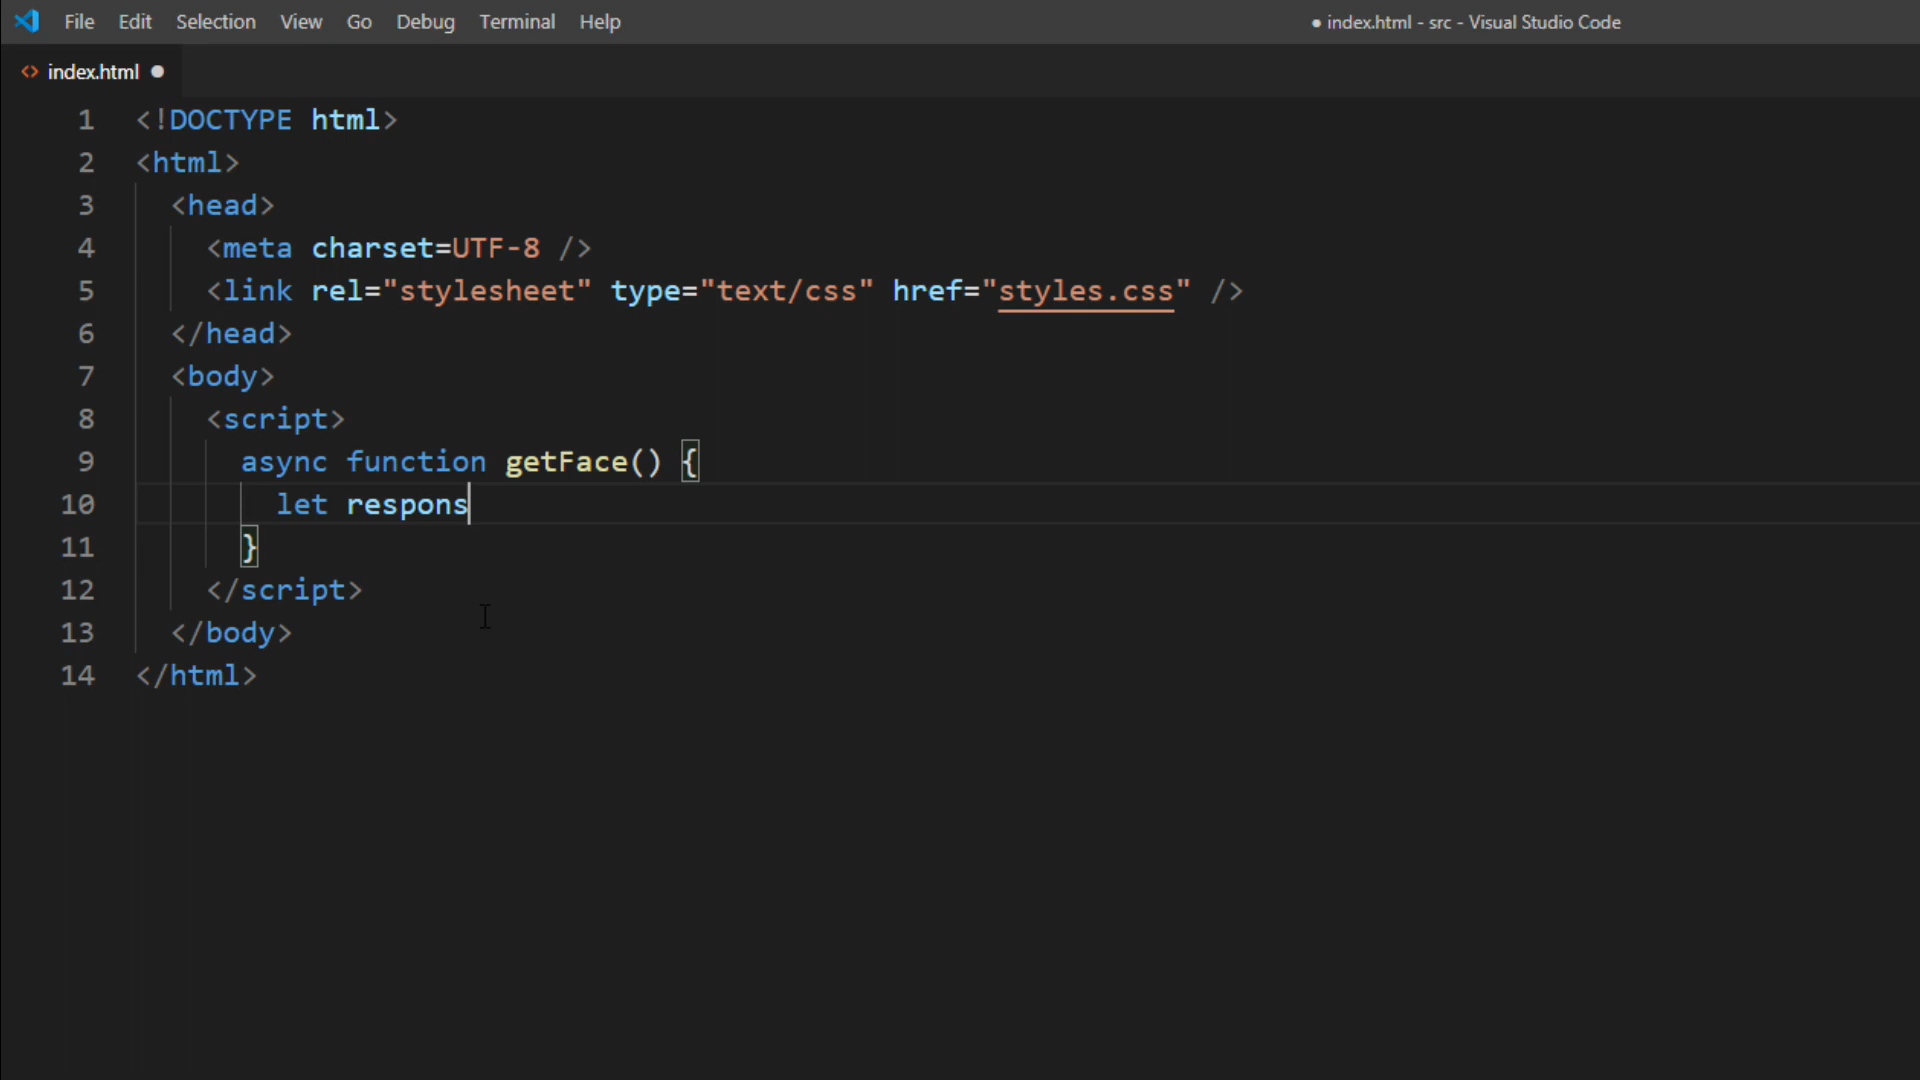 File Edit Selection View Go Debug Terminal Help ● index.html - src - Visual Studio Code
<> index.html ●
1 <!DOCTYPE html>
2 <html>
3   <head>
4     <meta charset=UTF-8 />
5     <link rel="stylesheet" type="text/css" href="styles.css" />
6   </head>
7   <body>
8     <script>
9       async function getFace() {
10        let respons
11      }
12    </script>
13  </body>
14 </html>